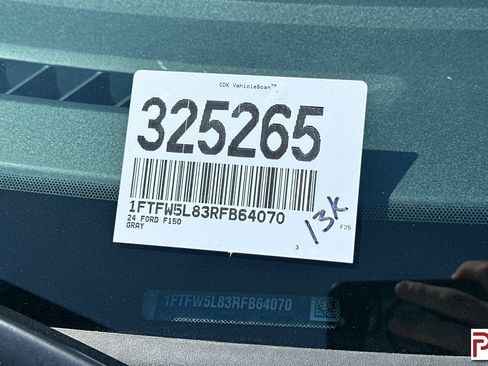 CDK VehicleScan™
325265
1FTFW5L83RFB64070
24 FORD F150
GRAY
3
13K
F25
1FTFW5L83RFB64070
P